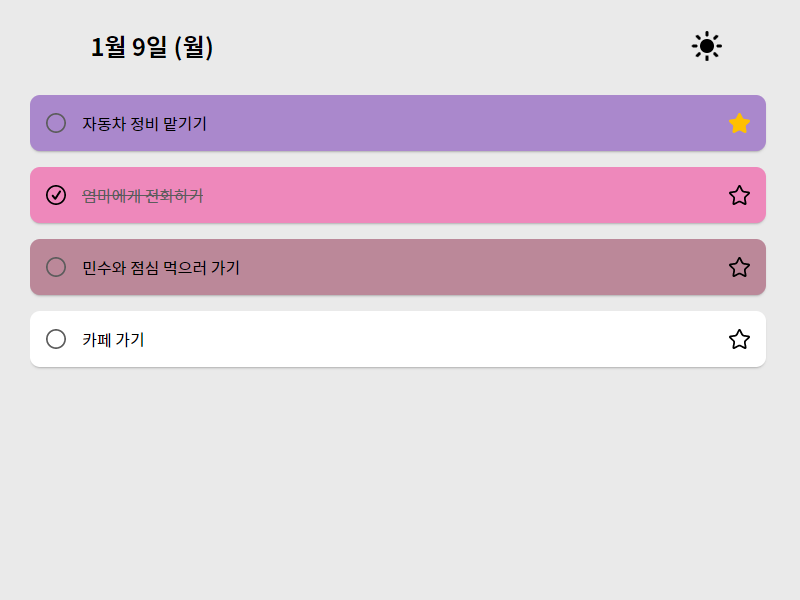 1월 9일 (월)
자동차 정비 맡기기
엄마에게 전화하기
민수와 점심 먹으러 가기
카페 가기